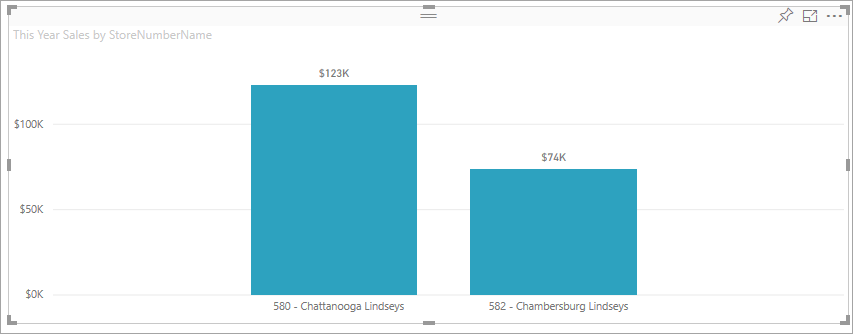 This Year Sales by StoreNumberName
$123K
$100K
$74K
$50K
$0K
580 - Chattanooga Lindseys
582 - Chambersburg Lindseys